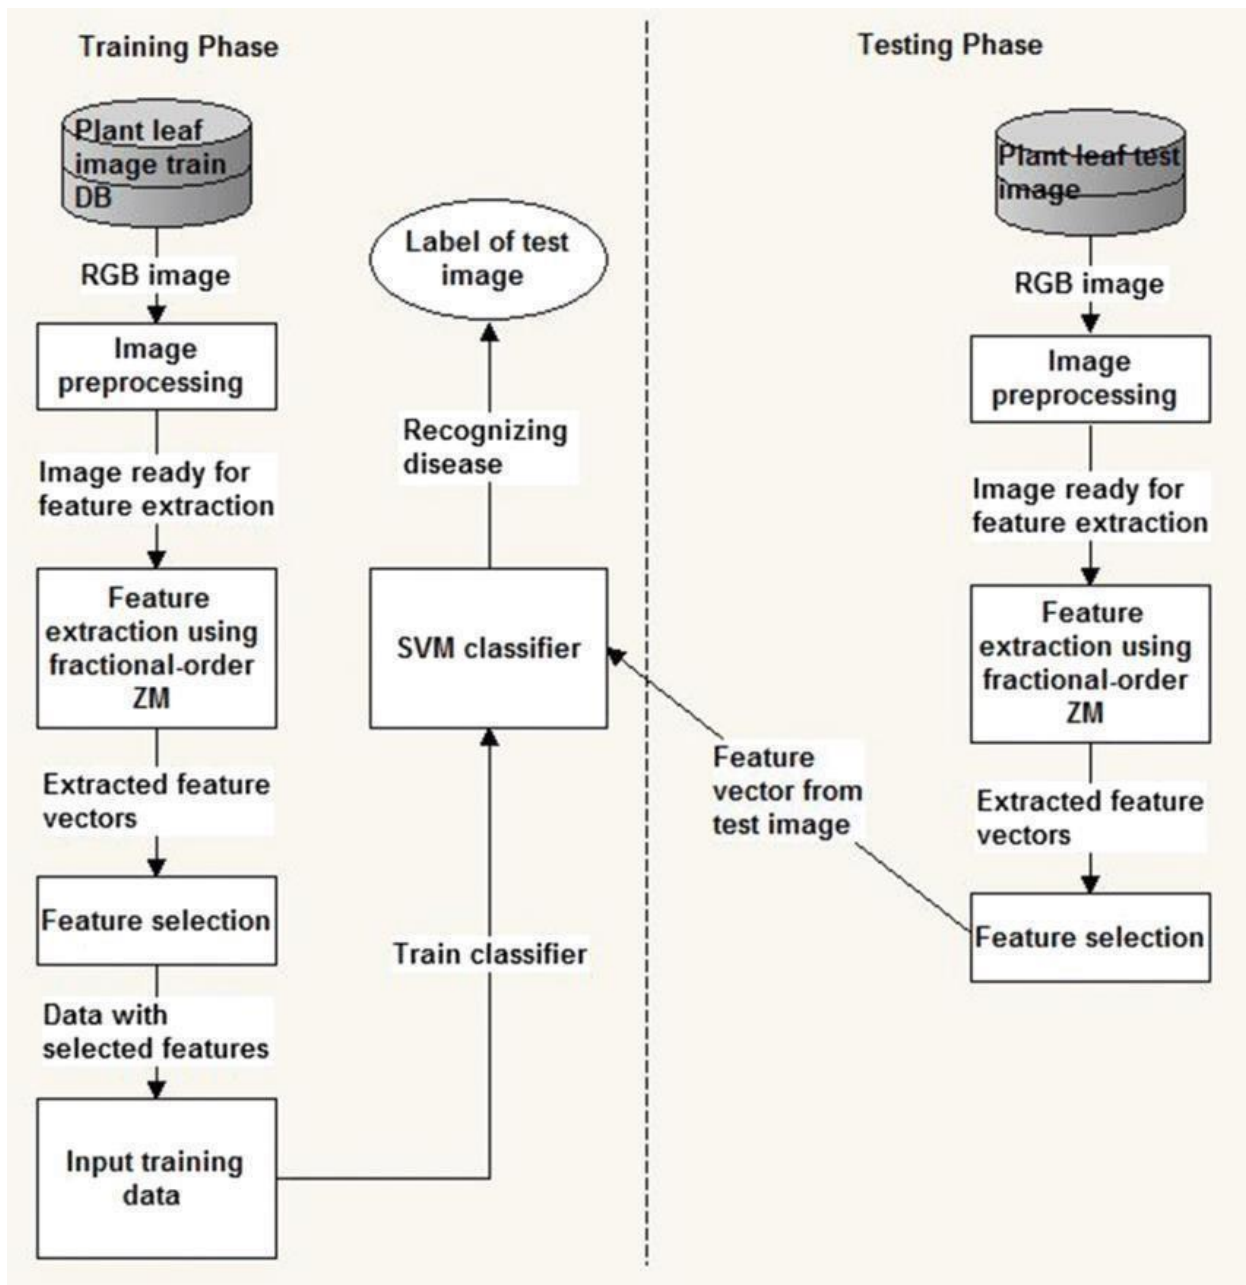 Training Phase
Plant leaf
image train
DB
RGB image
Image
preprocessing
Image ready for
feature extraction
Feature
extraction using
fractional-order
ZM
Extracted feature
vectors
Feature selection
Data with
selected features
Input training
data
Train classifier
SVM classifier
Recognizing
disease
Label of test
image
Testing Phase
Plant leaf test
image
RGB image
Image
preprocessing
Image ready for
feature extraction
Feature
extraction using
fractional-order
ZM
Extracted feature
vectors
Feature selection
Feature
vector from
test image